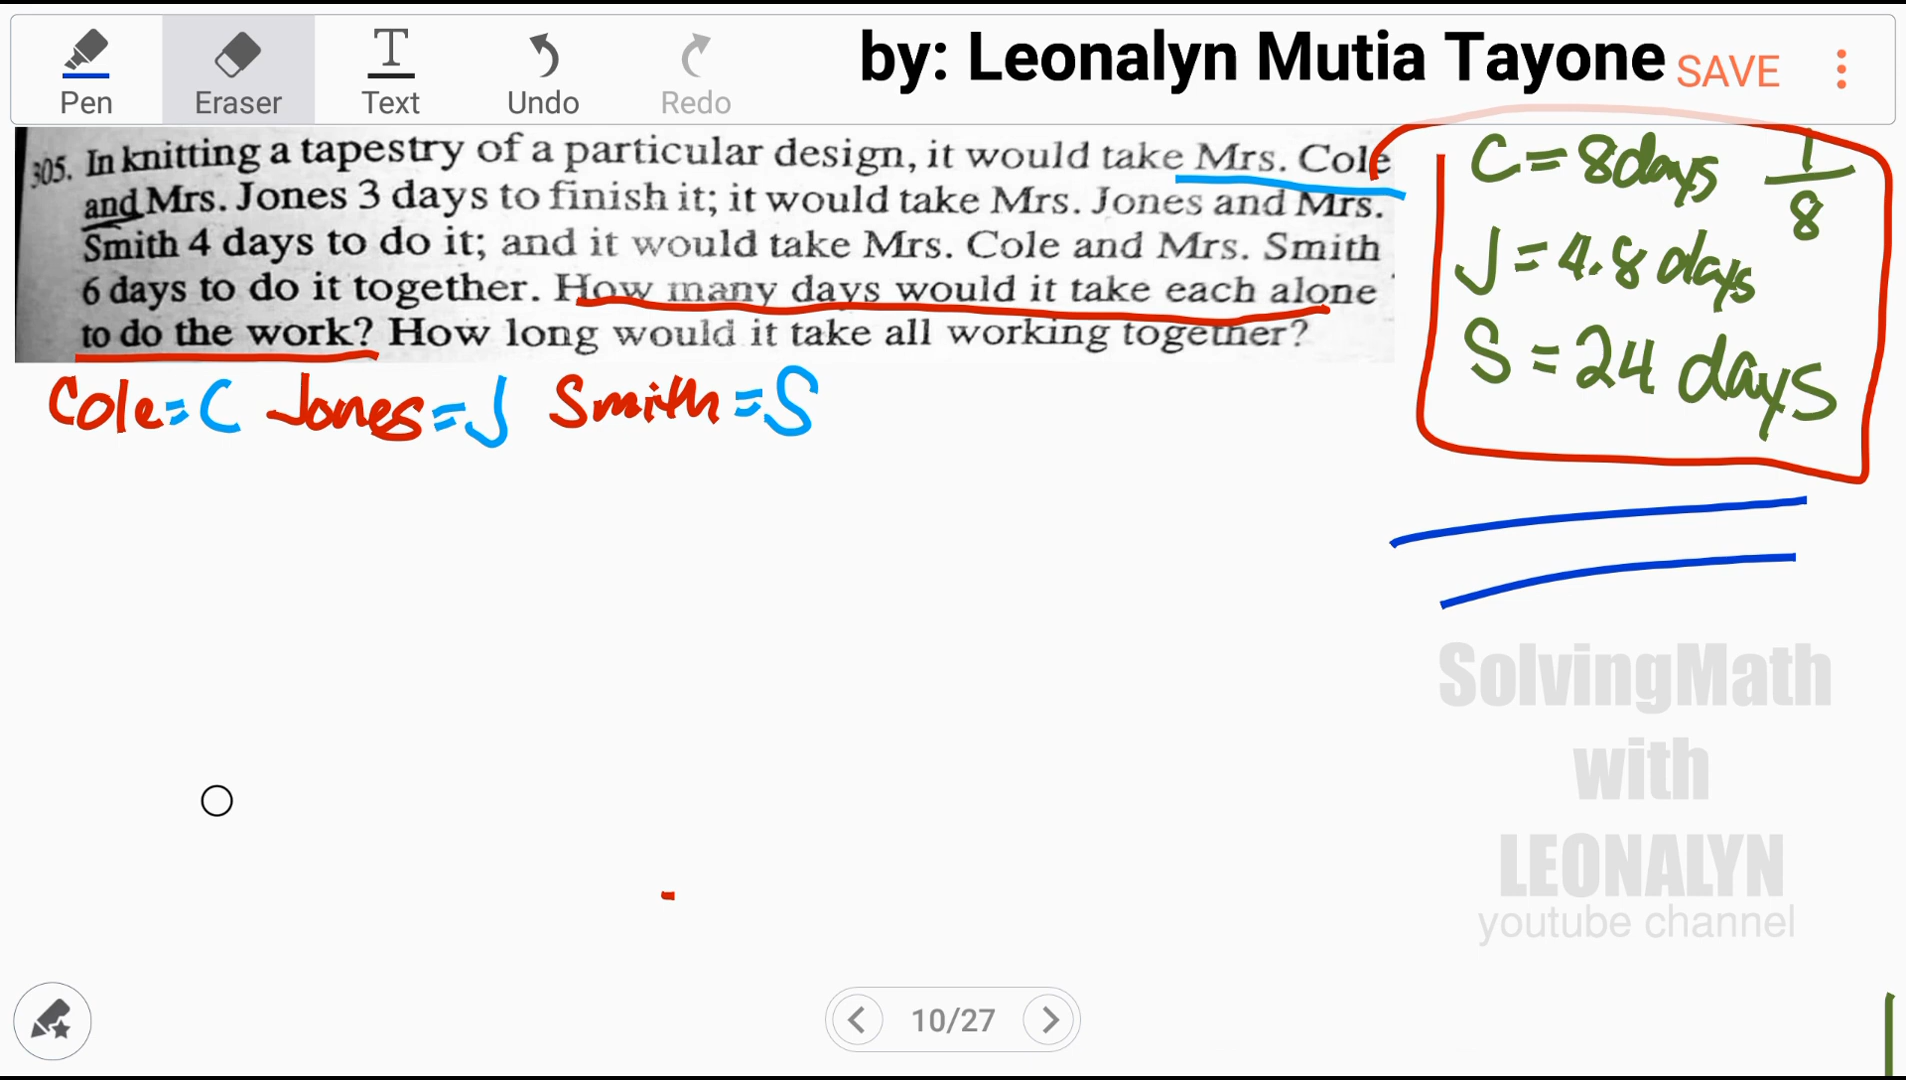 by: Leonalyn Mutia Tayone
SAVE
Pen
Eraser
Text
Undo
Redo
305. In knitting a tapestry of a particular design, it would take Mrs. Cole
and Mrs. Jones 3 days to finish it; it would take Mrs. Jones and Mrs.
Smith 4 days to do it; and it would take Mrs. Cole and Mrs. Smith
6 days to do it together. How many days would it take each alone
to do the work? How long would it take all working together?
C = 8 days 1/8
J = 4.8 days
S = 24 days
Cole = C Jones = J Smith = S
SolvingMath
with
LEONALYN
youtube channel
10/27